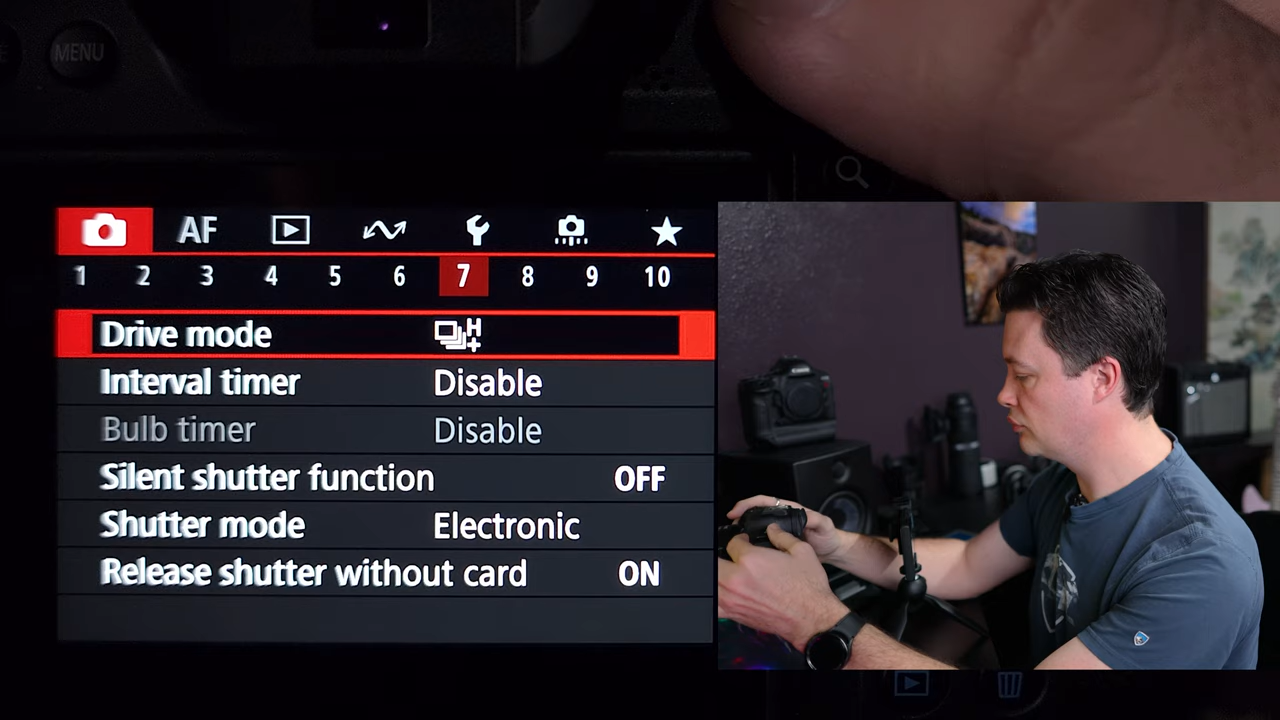 MENU
AF
1 2 3 4 5 6 7 8 9 10
Drive mode H+
Interval timer Disable
Bulb timer Disable
Silent shutter function OFF
Shutter mode Electronic
Release shutter without card ON